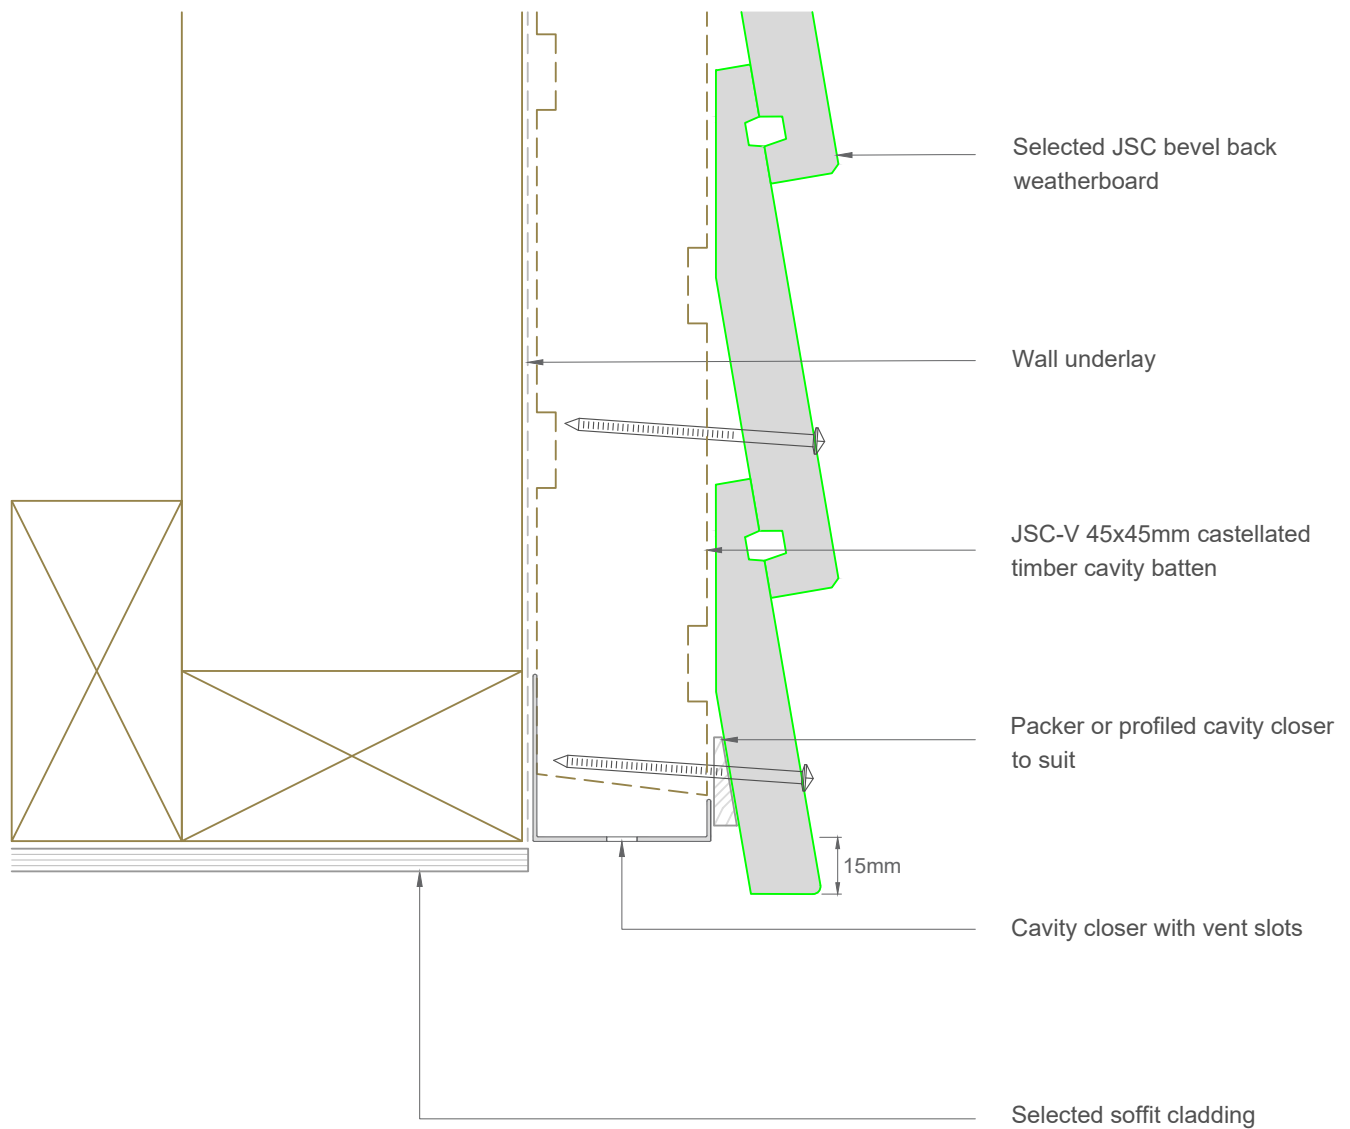 Selected JSC bevel back
weatherboard
Wall underlay
JSC-V 45x45mm castellated
timber cavity batten
Packer or profiled cavity closer
to suit
15mm
Cavity closer with vent slots
Selected soffit cladding